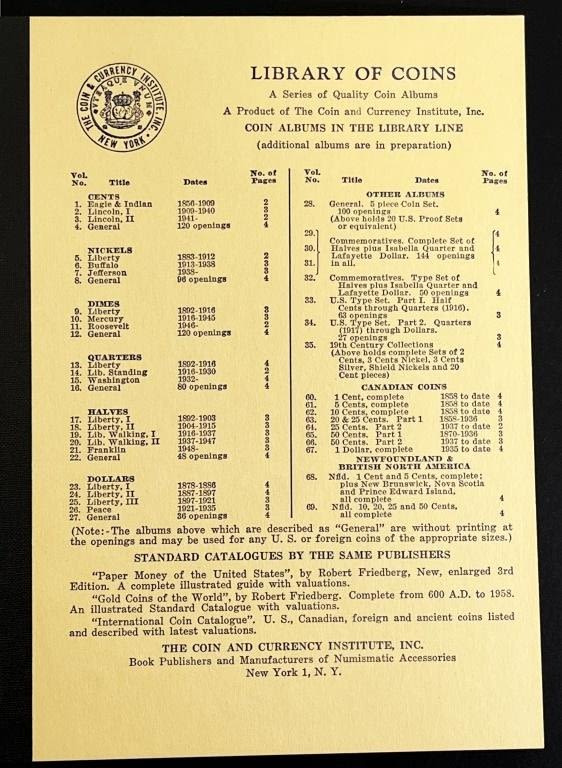 THE COIN & CURRENCY INSTITUTE, INC.
NEW YORK
LIBRARY OF COINS
A Series of Quality Coin Albums
A Product of The Coin and Currency Institute, Inc.
COIN ALBUMS IN THE LIBRARY LINE
(additional albums are in preparation)
Vol. No. Title Dates No. of Pages
CENTS
1. Eagle & Indian 1856-1909 2
2. Lincoln, I 1909-1940 3
3. Lincoln, II 1941- 2
4. General 120 openings 4
NICKELS
5. Liberty 1883-1912 2
6. Buffalo 1913-1938 3
7. Jefferson 1938- 3
8. General 96 openings 4
DIMES
9. Liberty 1892-1916 3
10. Mercury 1916-1945 3
11. Roosevelt 1946- 2
12. General 120 openings 4
QUARTERS
13. Liberty 1892-1916 4
14. Lib. Standing 1916-1930 2
15. Washington 1932- 4
16. General 80 openings 4
HALVES
17. Liberty, I 1892-1903 3
18. Liberty, II 1904-1915 3
19. Lib. Walking, I 1916-1937 3
20. Lib. Walking, II 1937-1947 3
21. Franklin 1948- 3
22. General 48 openings 4
DOLLARS
23. Liberty, I 1878-1886 4
24. Liberty, II 1887-1897 4
25. Liberty, III 1897-1921 3
26. Peace 1921-1935 3
27. General 36 openings 4
Vol. No. Title Dates No. of Pages
OTHER ALBUMS
28. General. 5 piece Coin Set.
100 openings 4
(Above holds 20 U.S. Proof Sets
or equivalent)
29. 4
Commemoratives. Complete Set of
30. Halves plus Isabella Quarter and 4
Lafayette Dollar. 144 openings
31. in all. 4
32. Commemoratives. Type Set of
Halves plus Isabella Quarter and
Lafayette Dollar. 50 openings 4
33. U.S. Type Set. Part I. Half
Cents through Quarters (1916).
63 openings 3
34. U.S. Type Set. Part 2. Quarters
(1917) through Dollars.
27 openings 3
35. 19th Century Collections 4
(Above holds complete Sets of 2
Cents, 3 Cents Nickel, 3 Cents
Silver, Shield Nickels and 20
Cent pieces)
CANADIAN COINS
60. 1 Cent, complete 1858 to date 4
61. 5 Cents, complete 1858 to date 4
62. 10 Cents, complete 1858 to date 4
63. 20 & 25 Cents. Part 1 1858-1936 3
64. 25 Cents. Part 2 1937 to date 2
65. 50 Cents. Part 1 1870-1936 3
66. 50 Cents. Part 2 1937 to date 3
67. 1 Dollar, complete 1935 to date 4
NEWFOUNDLAND &
BRITISH NORTH AMERICA
68. Nfld. 1 Cent and 5 Cents, complete;
plus New Brunswick, Nova Scotia
and Prince Edward Island,
all complete 4
69. Nfld. 10, 20, 25 and 50 Cents,
all complete 4
(Note:-The albums above which are described as "General" are without printing at
the openings and may be used for any U. S. or foreign coins of the appropriate sizes.)
STANDARD CATALOGUES BY THE SAME PUBLISHERS
"Paper Money of the United States", by Robert Friedberg, New, enlarged 3rd
Edition. A complete illustrated guide with valuations.
"Gold Coins of the World", by Robert Friedberg. Complete from 600 A.D. to 1958.
An illustrated Standard Catalogue with valuations.
"International Coin Catalogue". U. S., Canadian, foreign and ancient coins listed
and described with latest valuations.
THE COIN AND CURRENCY INSTITUTE, INC.
Book Publishers and Manufacturers of Numismatic Accessories
New York 1, N. Y.